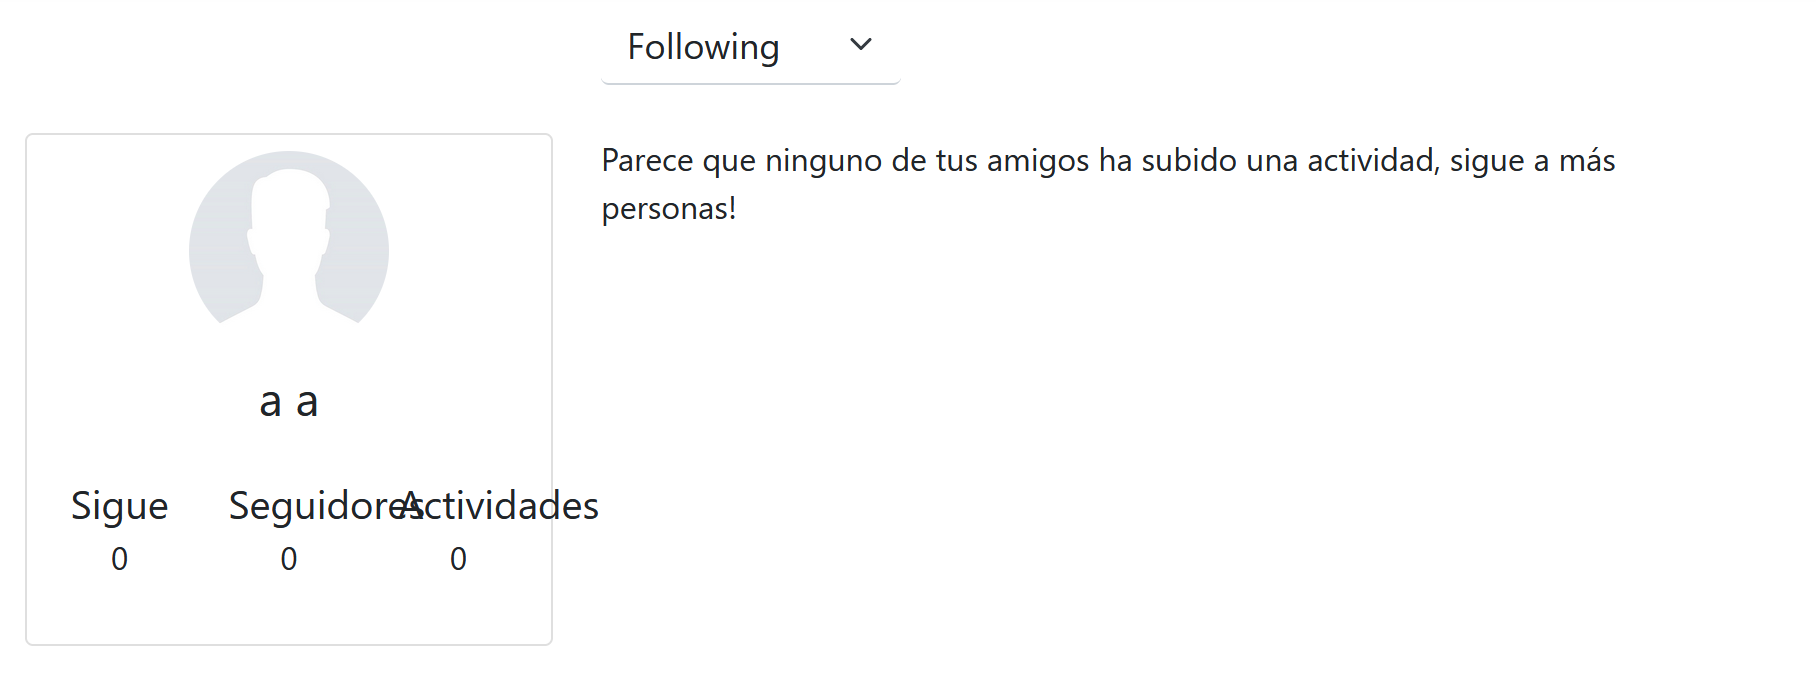 Following
Parece que ninguno de tus amigos ha subido una actividad, sigue a más
personas!
a a
Sigue Seguidores Actividades
0 0 0